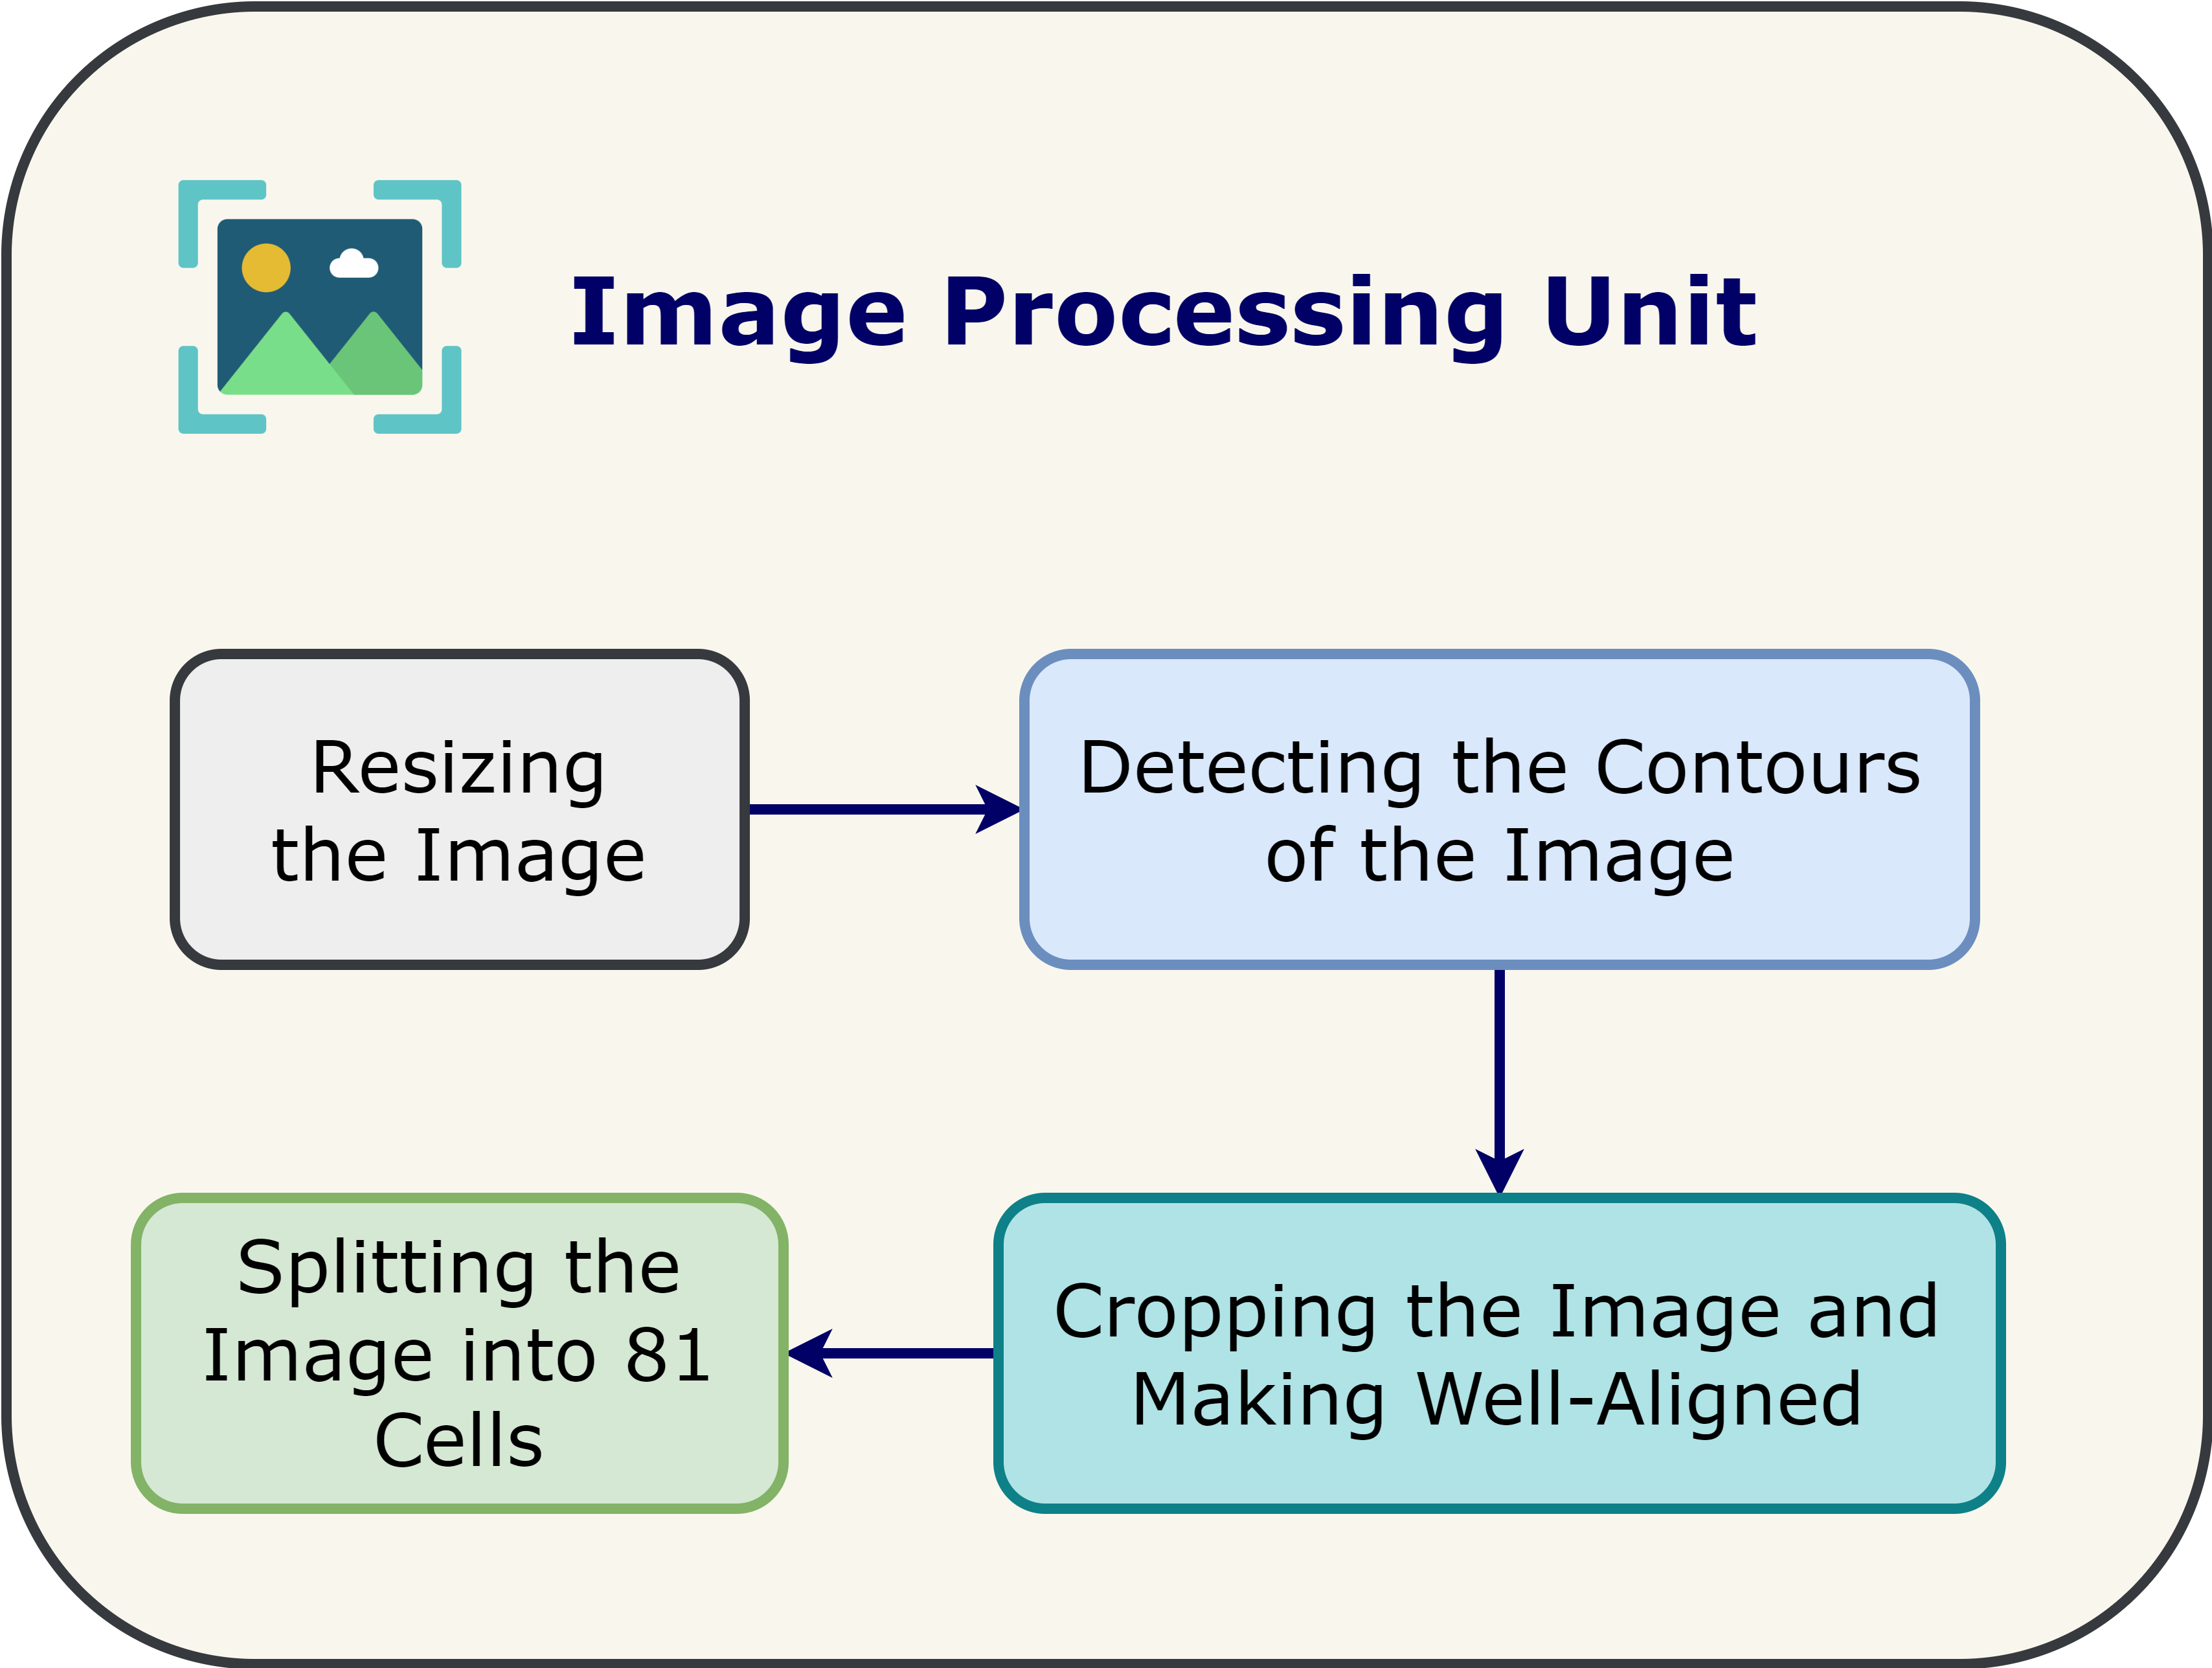 Image Processing Unit
Resizing
the Image
Detecting the Contours
of the Image
Cropping the Image and
Making Well-Aligned
Splitting the
Image into 81
Cells